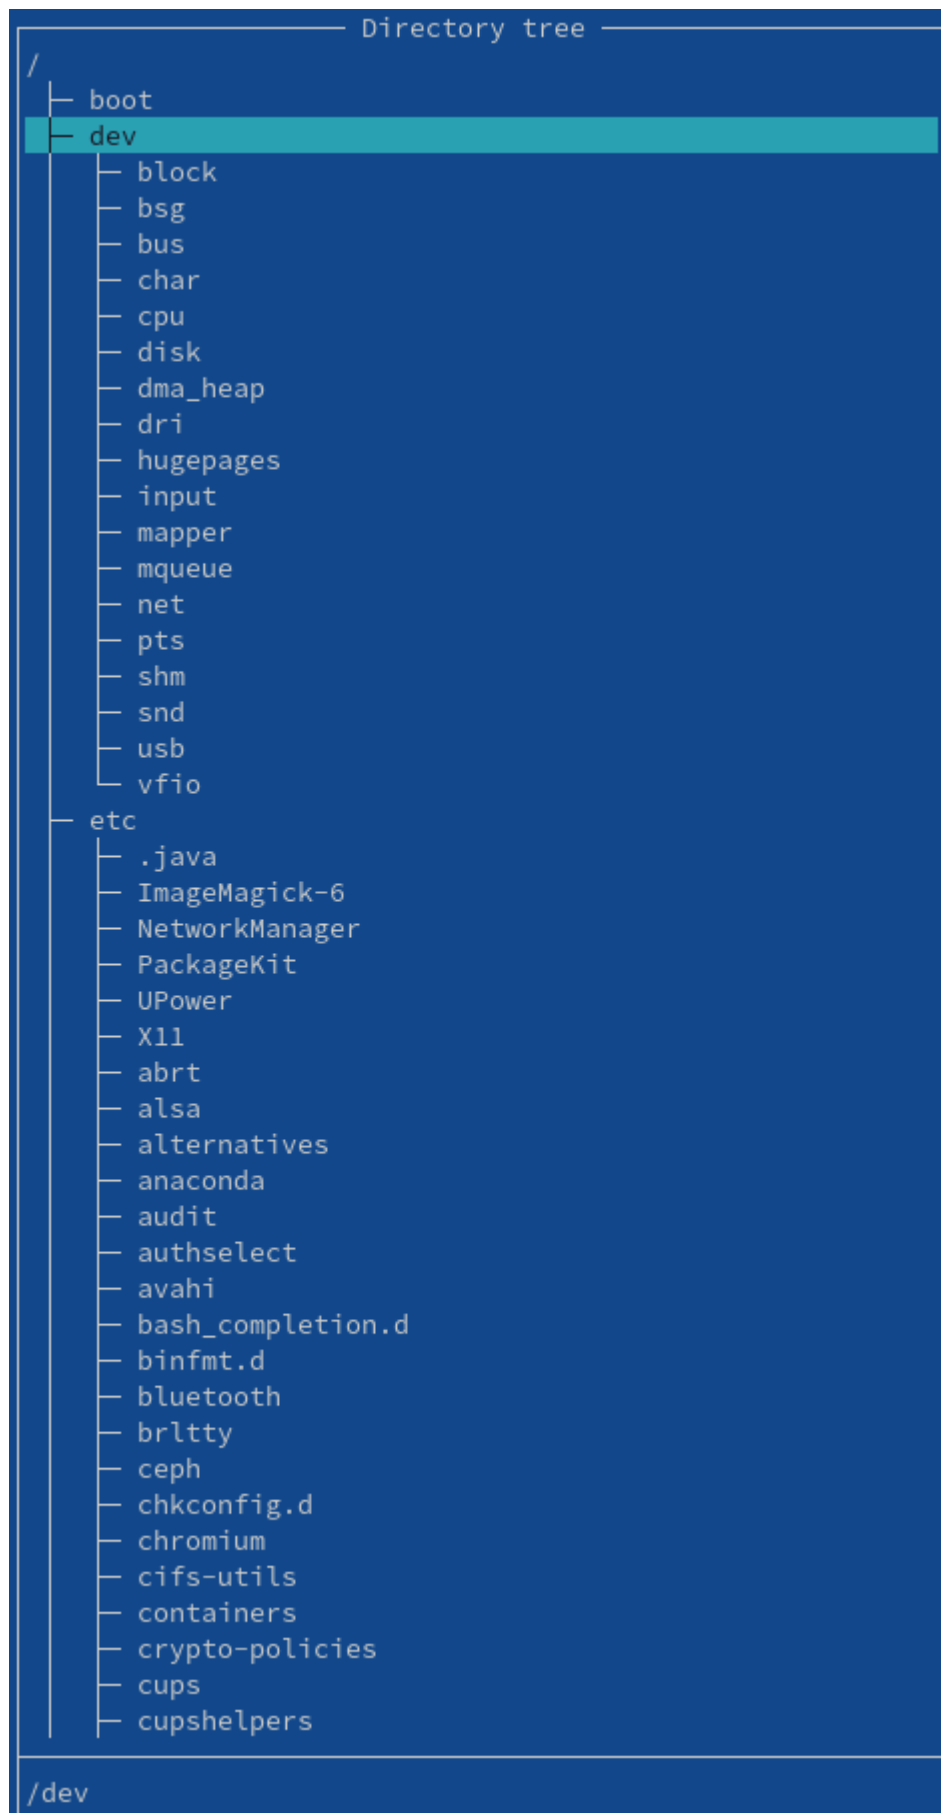 Directory tree
/
boot
dev
block
bsg
bus
char
cpu
disk
dma_heap
dri
hugepages
input
mapper
mqueue
net
pts
shm
snd
usb
vfio
etc
.java
ImageMagick-6
NetworkManager
PackageKit
UPower
X11
abrt
alsa
alternatives
anaconda
audit
authselect
avahi
bash_completion.d
binfmt.d
bluetooth
brltty
ceph
chkconfig.d
chromium
cifs-utils
containers
crypto-policies
cups
cupshelpers
/dev